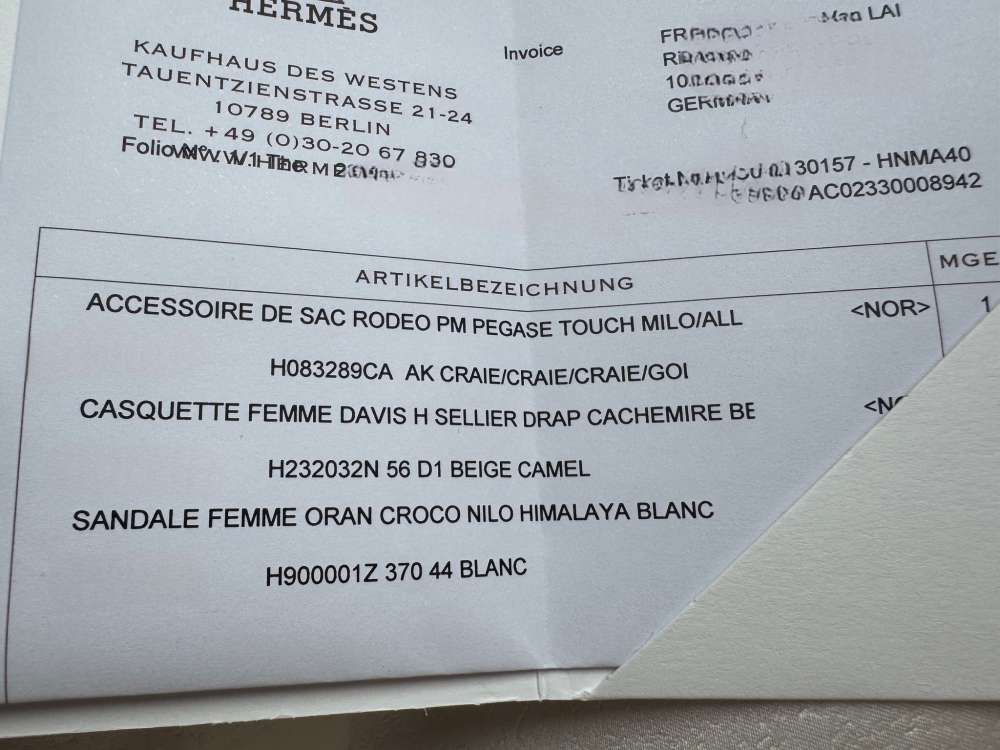 HERMÈS
KAUFHAUS DES WESTENS
TAUENTZIENSTRASSE 21-24
10789 BERLIN
TEL. +49 (0)30-20 67 830
Invoice
LAI
30157 - HNMA40
AC02330008942
ARTIKELBEZEICHNUNG
MGE
ACCESSOIRE DE SAC RODEO PM PEGASE TOUCH MILO/ALL <NOR> 1
H083289CA AK CRAIE/CRAIE/CRAIE/GOI
CASQUETTE FEMME DAVIS H SELLIER DRAP CACHEMIRE BE
H232032N 56 D1 BEIGE CAMEL
SANDALE FEMME ORAN CROCO NILO HIMALAYA BLANC
H900001Z 370 44 BLANC